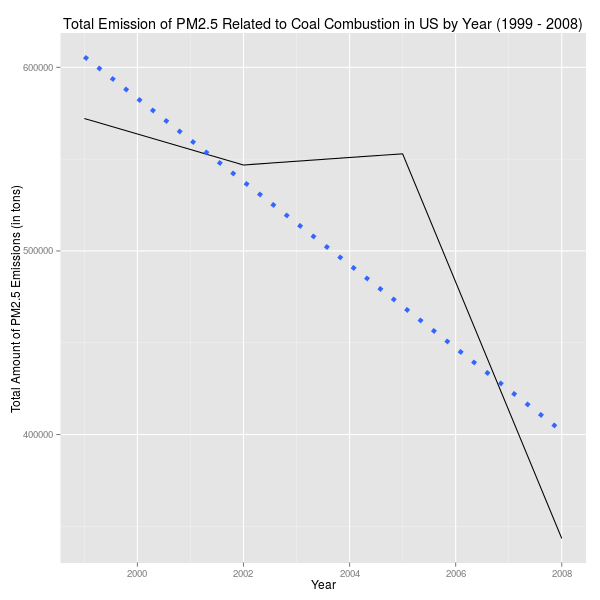 Total Emission of PM2.5 Related to Coal Combustion in US by Year (1999 - 2008)
Total Amount of PM2.5 Emissions (in tons)
600000
500000
400000
2000
2002
2004
2006
2008
Year